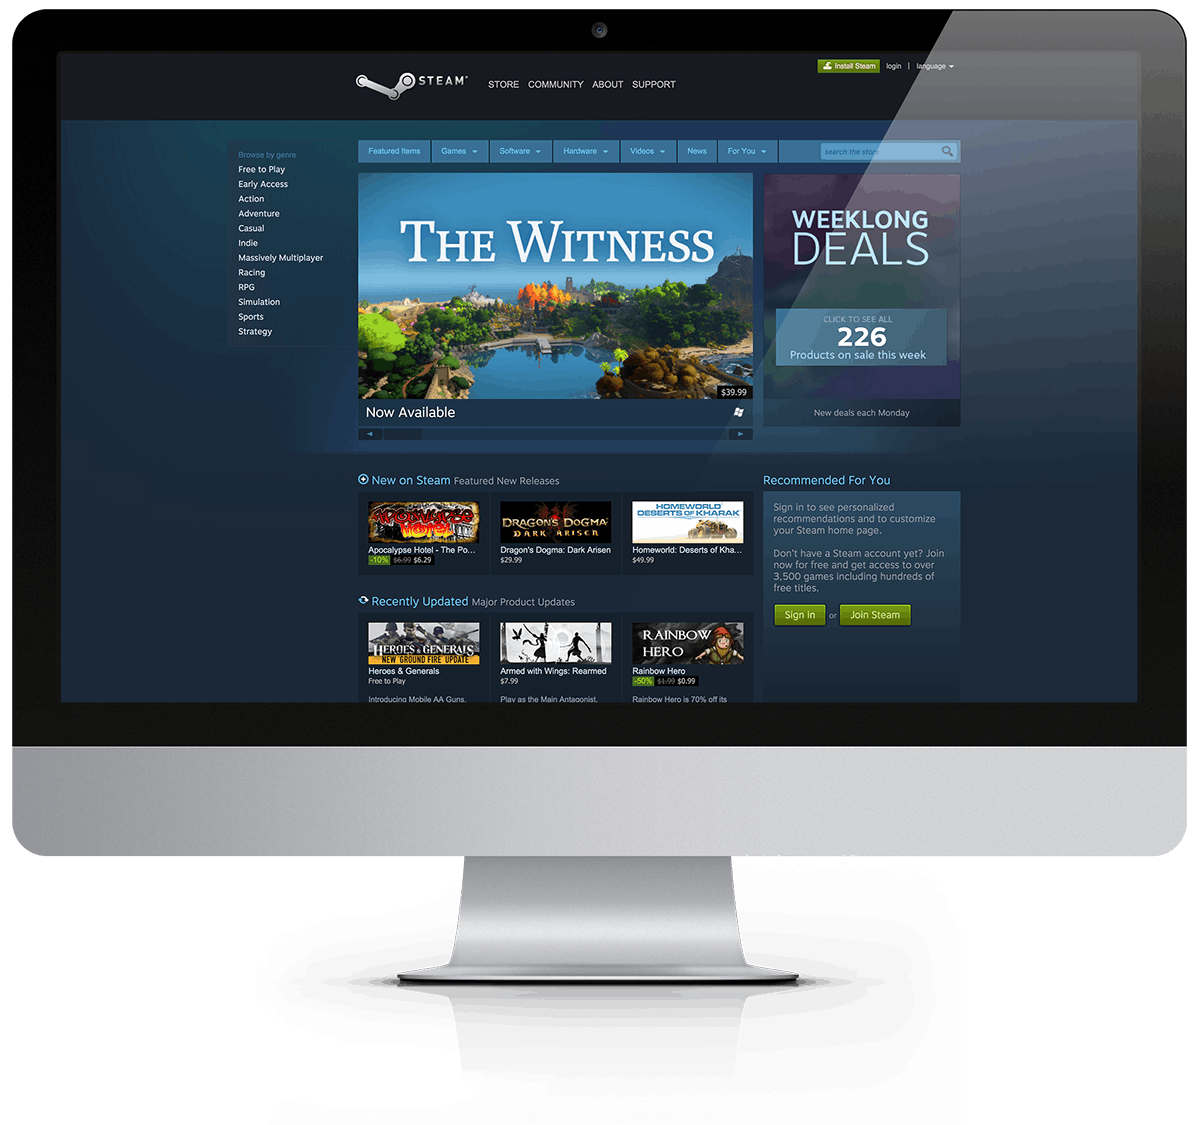 STEAM
STORE COMMUNITY ABOUT SUPPORT
Install Steam login | language
Featured Items Games Software Hardware Videos News For You search the store
Browse by genre
Free to Play
Early Access
Action
Adventure
Casual
Indie
Massively Multiplayer
Racing
RPG
Simulation
Sports
Strategy
THE WITNESS
$39.99
Now Available
WEEKLONG
DEALS
CLICK TO SEE ALL
226
Products on sale this week
New deals each Monday
New on Steam Featured New Releases
APOCALYPSE
HOTEL
Apocalypse Hotel - The Po...
-10% $6.99 $6.29
DRAGON'S DOGMA
DARK ARISEN
Dragon's Dogma: Dark Arisen
$29.99
HOMEWORLD
DESERTS OF KHARAK
Homeworld: Deserts of Kha...
$49.99
Recently Updated Major Product Updates
HEROES & GENERALS
NEW GROUND FIRE UPDATE
Heroes & Generals
Free to Play
Introducing Mobile AA Guns,
Armed with Wings: Rearmed
$7.99
Play as the Main Antagonist,
RAINBOW
HERO
Rainbow Hero
-50% $1.99 $0.99
Rainbow Hero is 70% off its
Recommended For You
Sign in to see personalized
recommendations and to customize
your Steam home page.
Don't have a Steam account yet? Join
now for free and get access to over
3,500 games including hundreds of
free titles.
Sign in or Join Steam